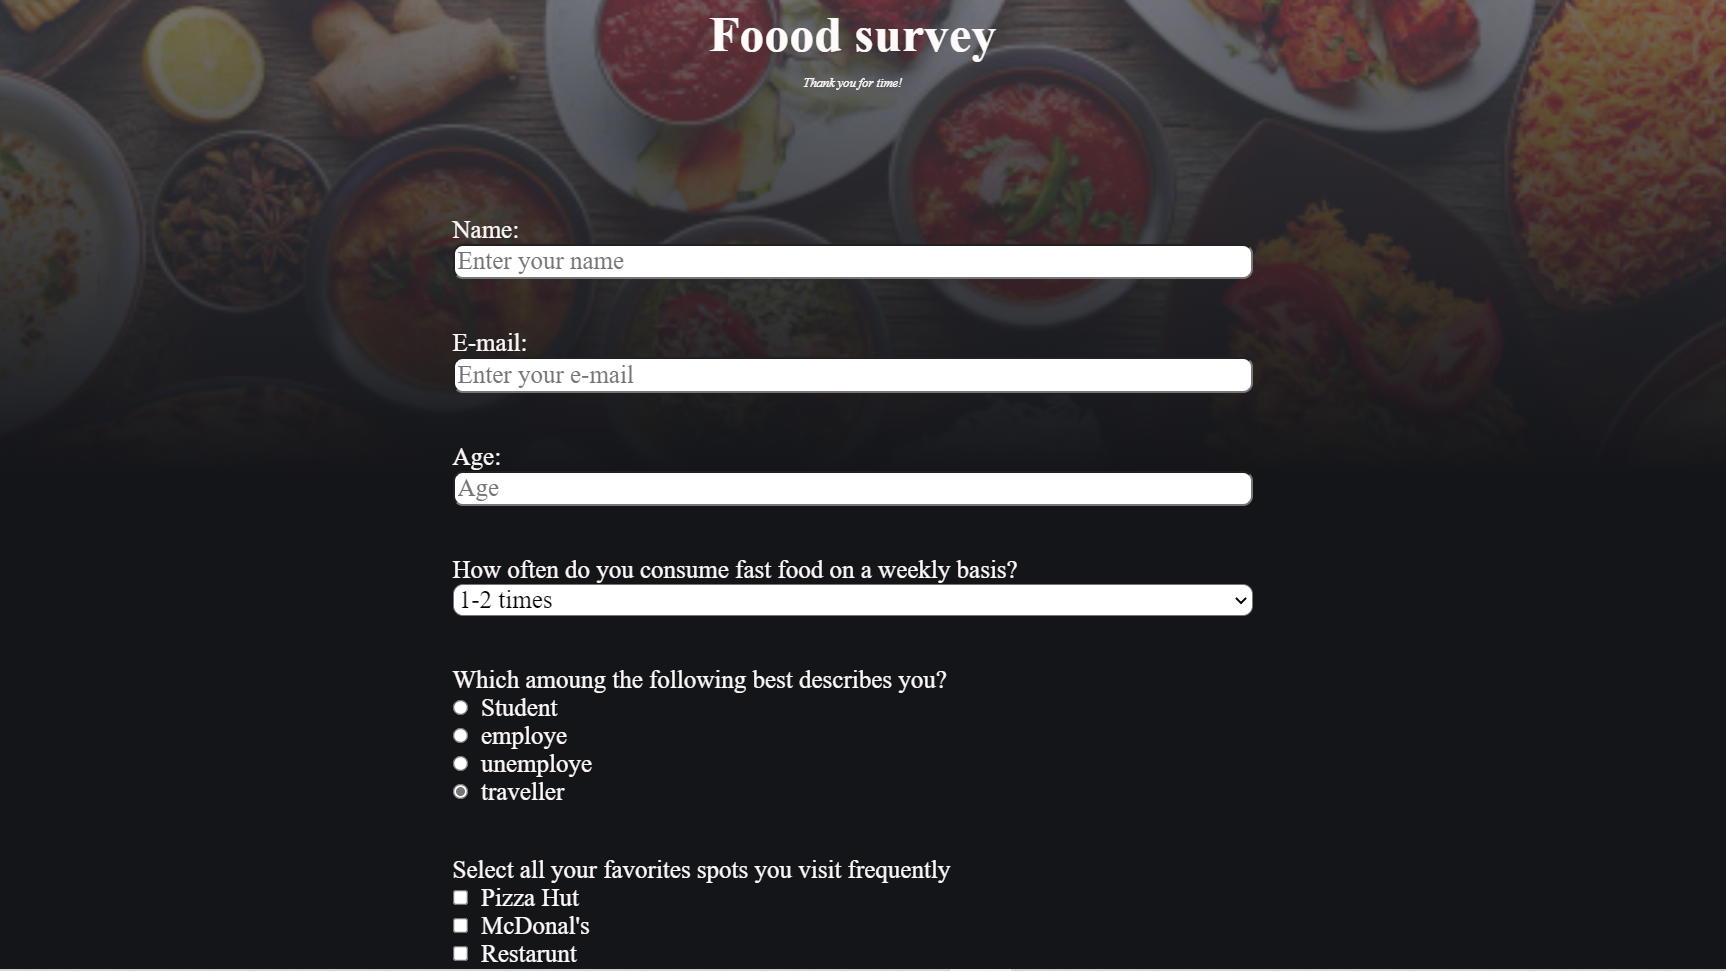 Foood survey
Thank you for time!
Name:
Enter your name
E-mail:
Enter your e-mail
Age:
Age
How often do you consume fast food on a weekly basis?
1-2 times
Which amoung the following best describes you?
Student
employe
unemploye
traveller
Select all your favorites spots you visit frequently
Pizza Hut
McDonal's
Restarunt